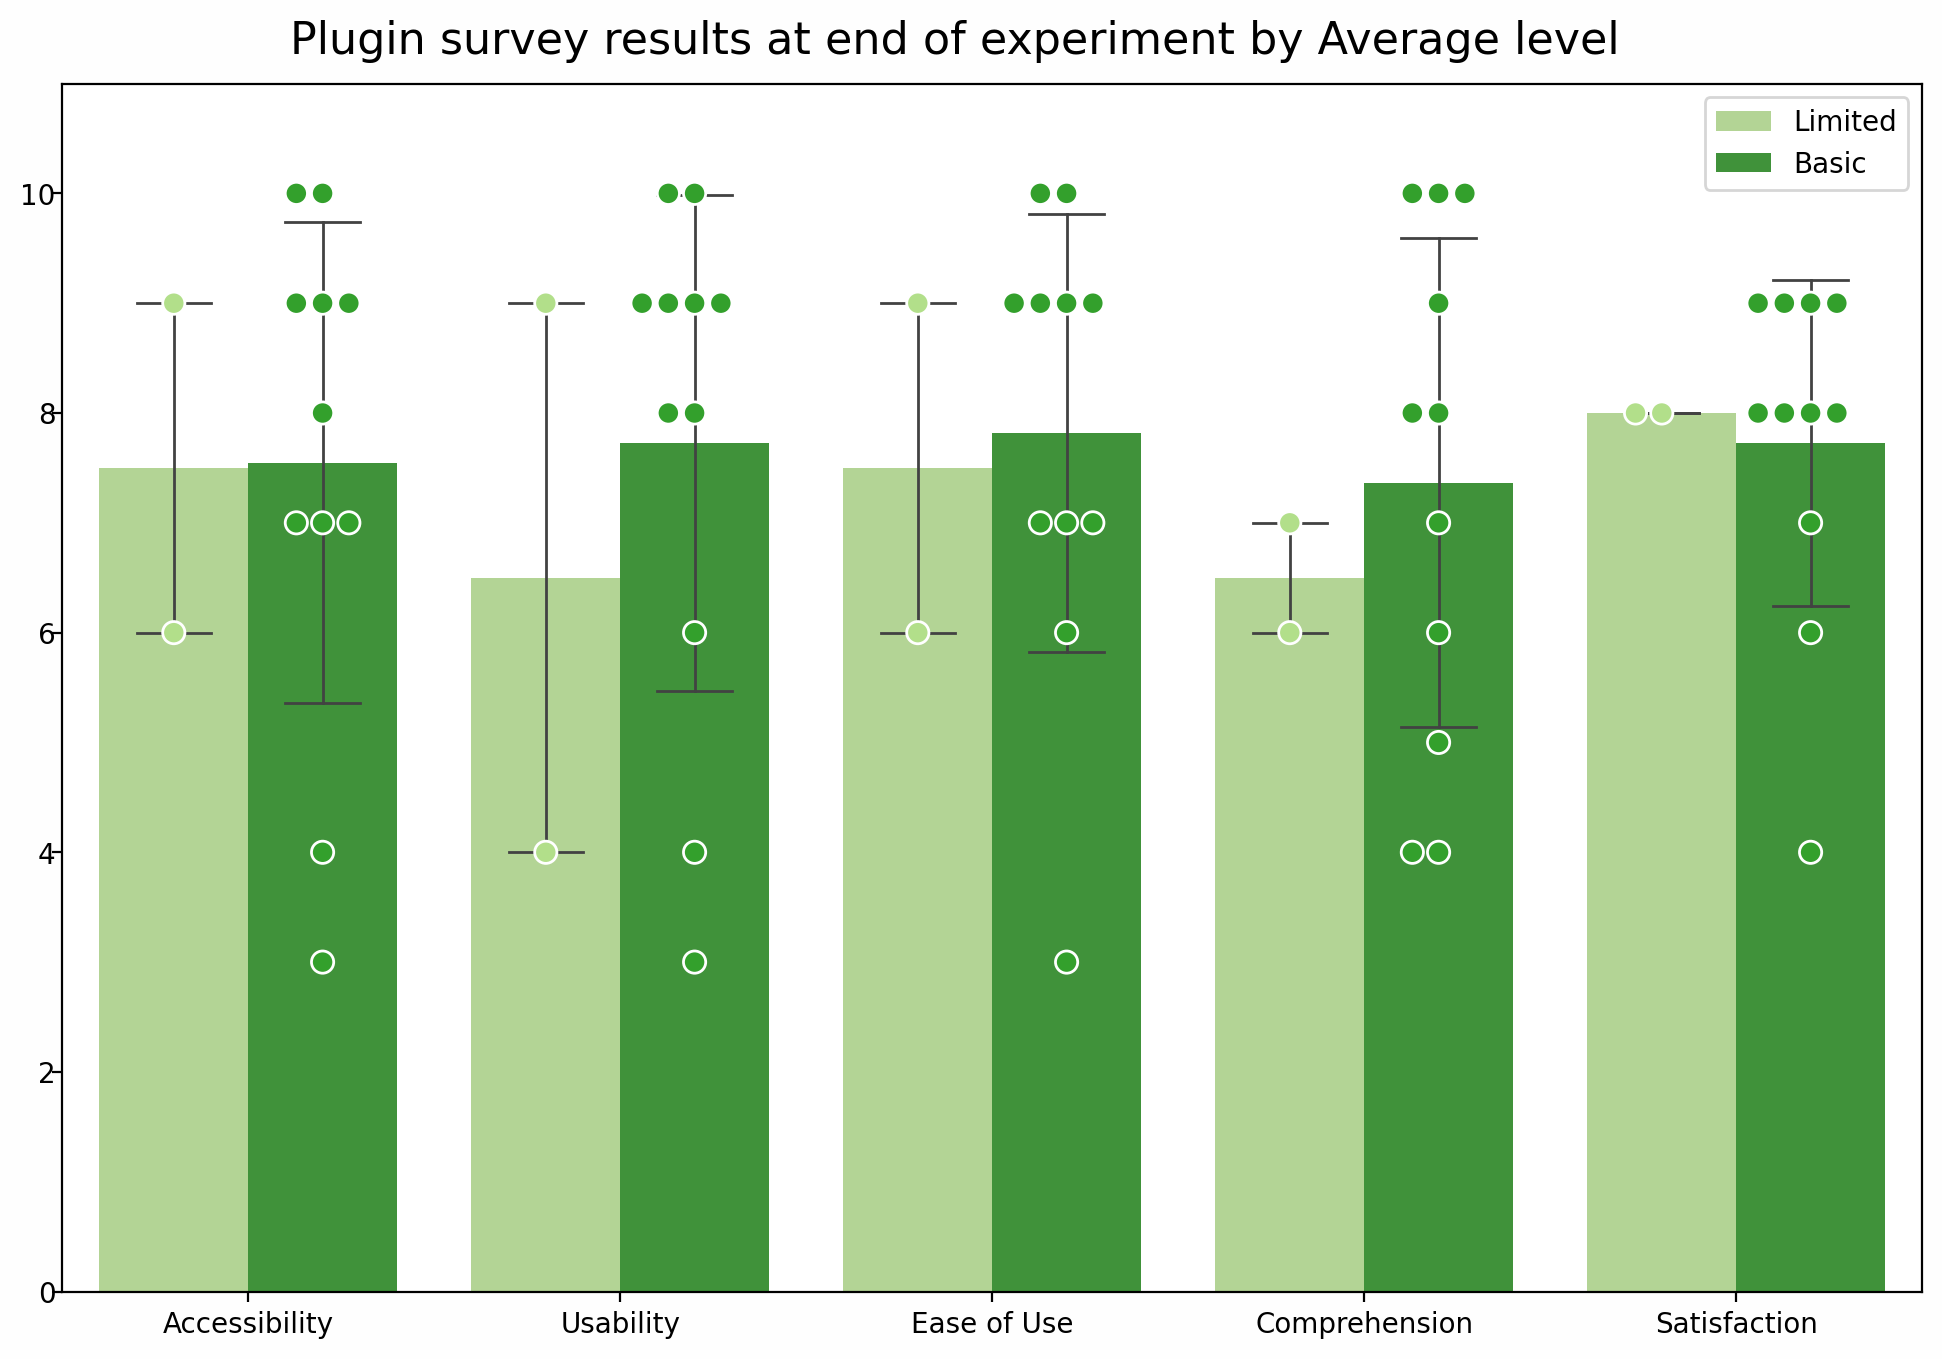 Plugin survey results at end of experiment by Average level
Limited
Basic
10
8
6
4
2
0
Accessibility
Usability
Ease of Use
Comprehension
Satisfaction